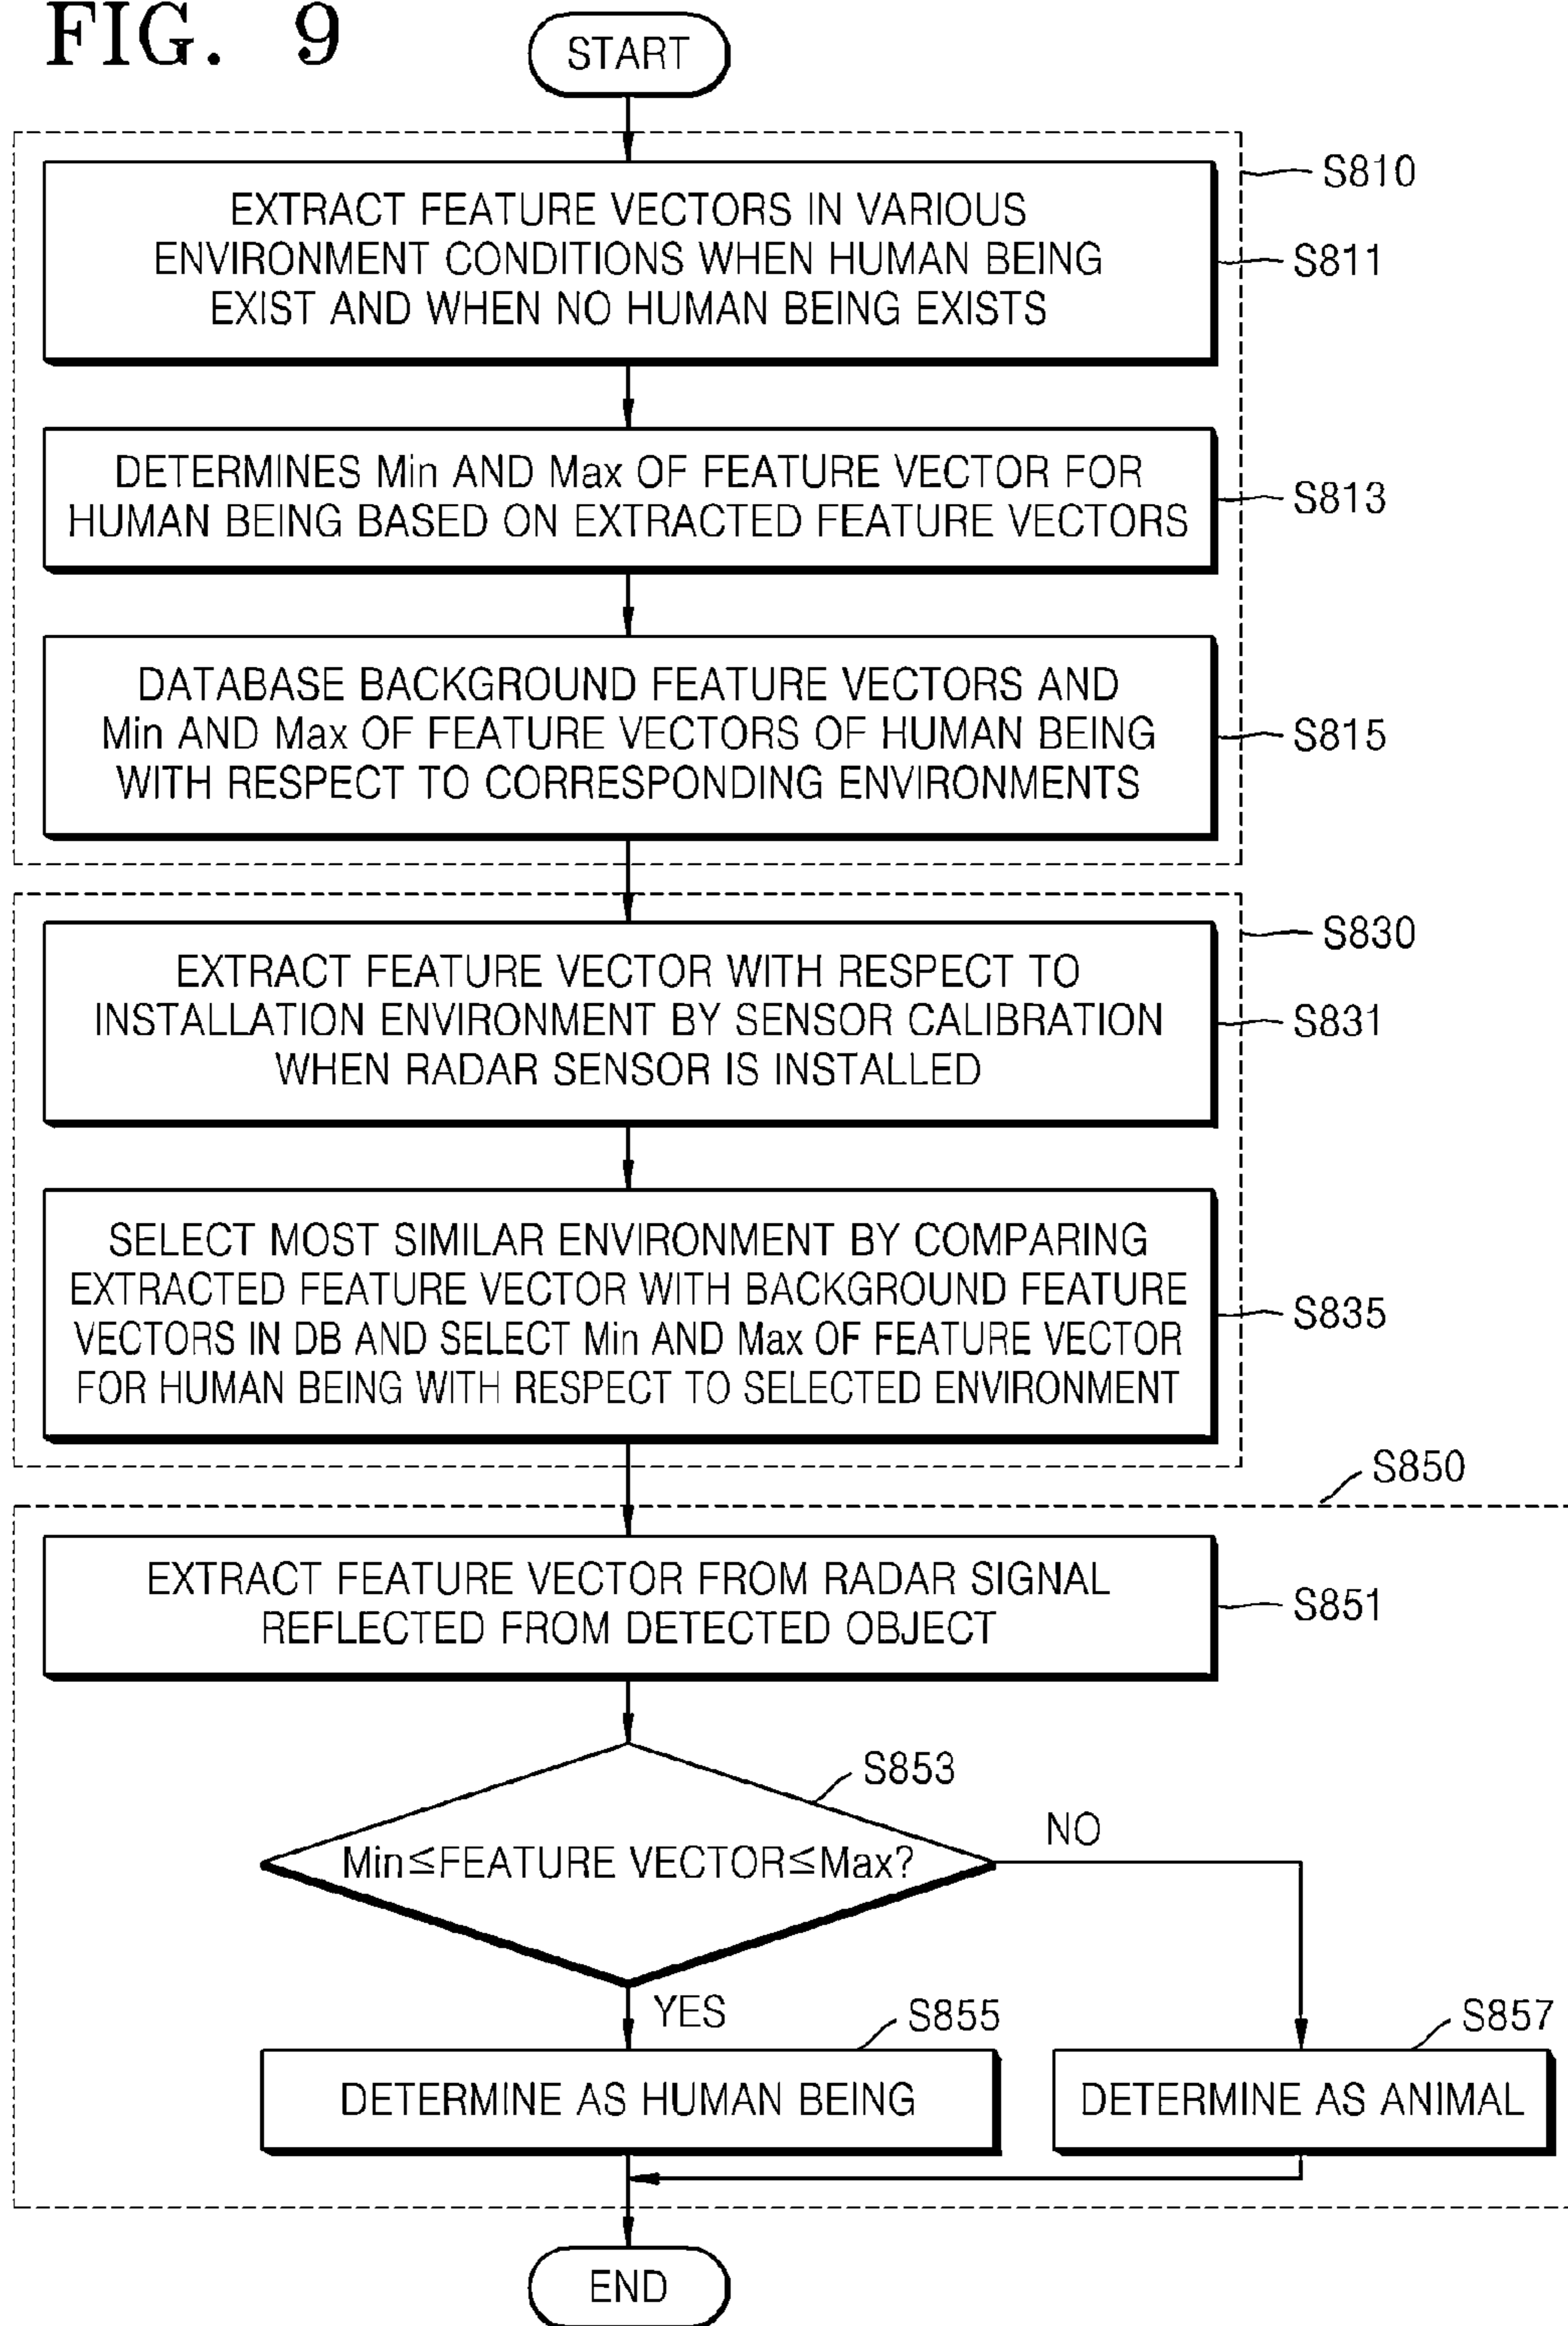 FIG. 9
START
S810
EXTRACT FEATURE VECTORS IN VARIOUS
ENVIRONMENT CONDITIONS WHEN HUMAN BEING
EXIST AND WHEN NO HUMAN BEING EXISTS
S811
DETERMINES Min AND Max OF FEATURE VECTOR FOR
HUMAN BEING BASED ON EXTRACTED FEATURE VECTORS
S813
DATABASE BACKGROUND FEATURE VECTORS AND
Min AND Max OF FEATURE VECTORS OF HUMAN BEING
WITH RESPECT TO CORRESPONDING ENVIRONMENTS
S815
S830
EXTRACT FEATURE VECTOR WITH RESPECT TO
INSTALLATION ENVIRONMENT BY SENSOR CALIBRATION
WHEN RADAR SENSOR IS INSTALLED
S831
SELECT MOST SIMILAR ENVIRONMENT BY COMPARING
EXTRACTED FEATURE VECTOR WITH BACKGROUND FEATURE
VECTORS IN DB AND SELECT Min AND Max OF FEATURE VECTOR
FOR HUMAN BEING WITH RESPECT TO SELECTED ENVIRONMENT
S835
S850
EXTRACT FEATURE VECTOR FROM RADAR SIGNAL
REFLECTED FROM DETECTED OBJECT
S851
S853
Min≤FEATURE VECTOR≤Max?
NO
YES
S855
S857
DETERMINE AS HUMAN BEING
DETERMINE AS ANIMAL
END